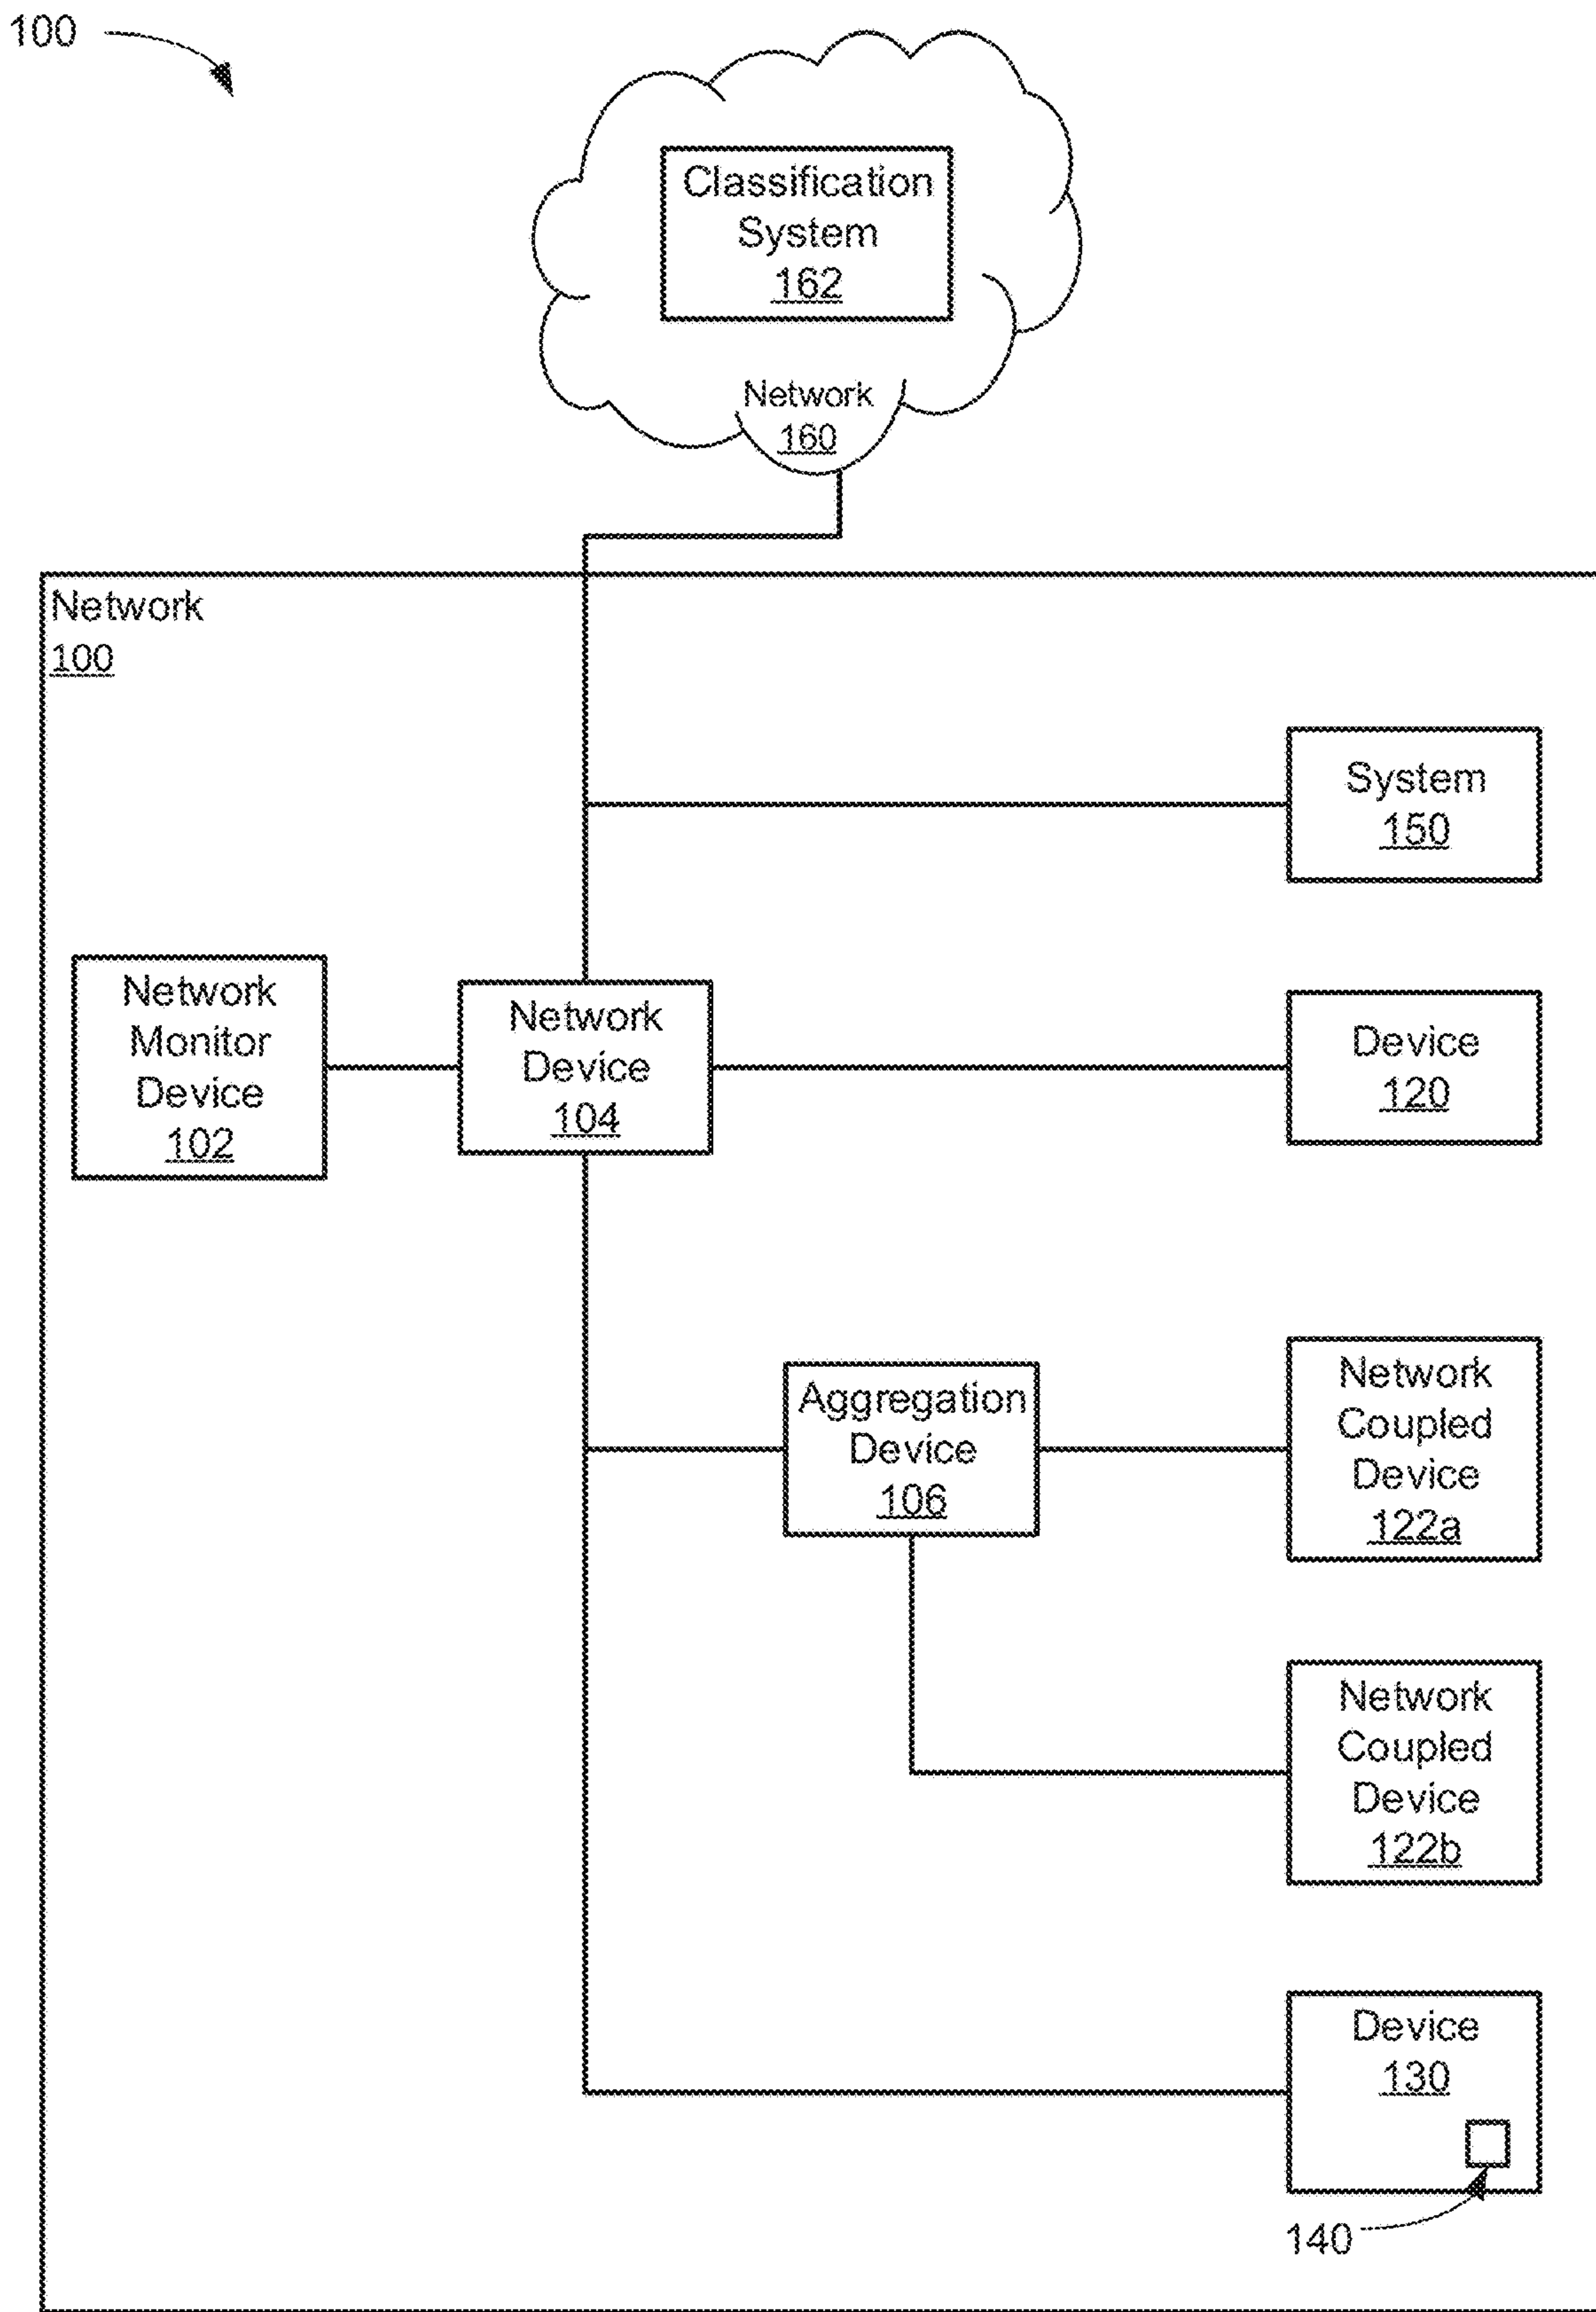 100
Classification
System
162
Network
160
Network
100
System
150
Network
Monitor
Device
102
Network
Device
104
Device
120
Aggregation
Device
106
Network
Coupled
Device
122a
Network
Coupled
Device
122b
Device
130
140